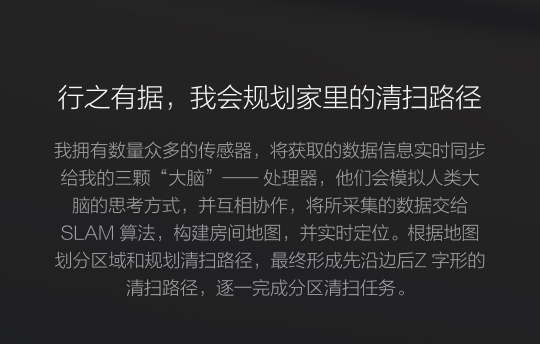 行之有据，我会规划家里的清扫路径
我拥有数量众多的传感器，将获取的数据信息实时同步
给我的三颗“大脑”—— 处理器，他们会模拟人类大
脑的思考方式，并互相协作，将所采集的数据交给
SLAM 算法，构建房间地图，并实时定位。根据地图
划分区域和规划清扫路径，最终形成先沿边后Z 字形的
清扫路径，逐一完成分区清扫任务。